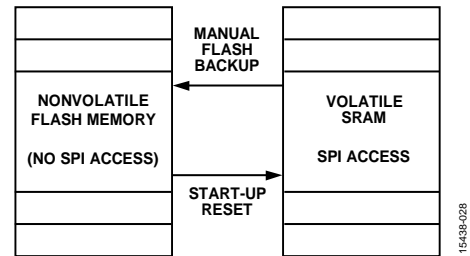 MANUAL
FLASH
BACKUP
NONVOLATILE
FLASH MEMORY
(NO SPI ACCESS)
VOLATILE
SRAM
SPI ACCESS
START-UP
RESET
15438-028